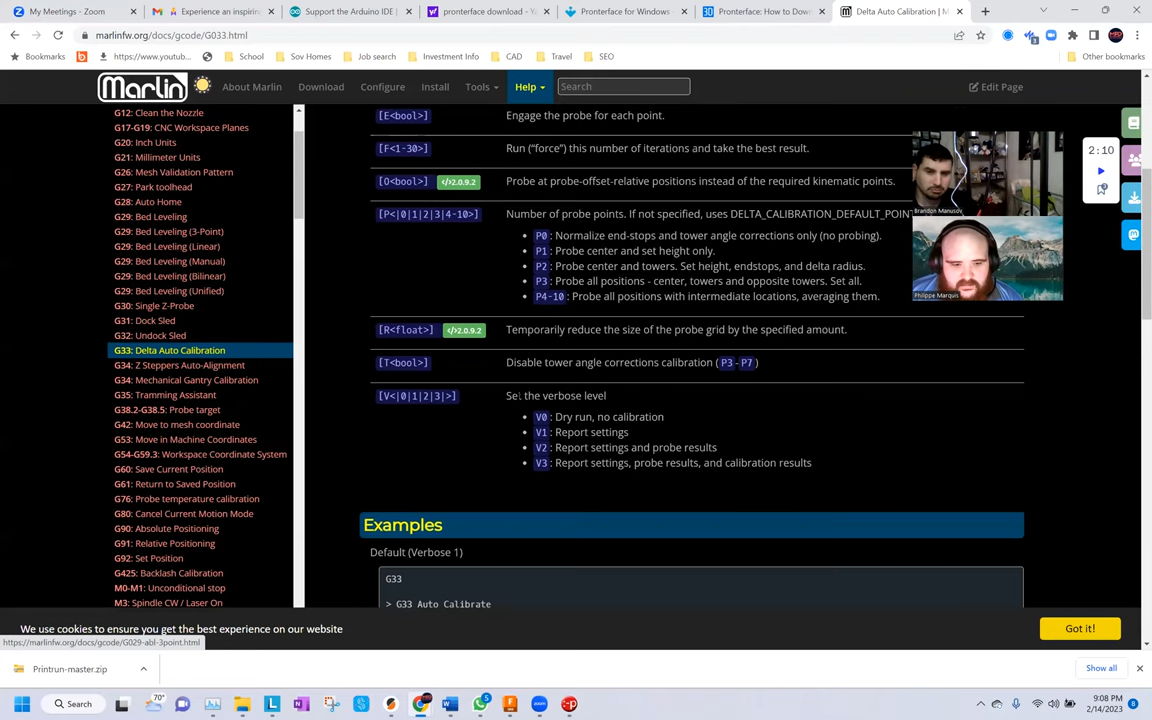 My Meetings - Zoom
Experience an inspiring
Support the Arduino IDE |
pronterface download - Ya
Pronterface for Windows -
Pronterface: How to Down
Delta Auto Calibration | M
marlinfw.org/docs/gcode/G033.html
Bookmarks
https://www.youtub...
School
Sov Homes
Job search
Investment Info
CAD
Travel
SEO
Other bookmarks
Marlin
About Marlin
Download
Configure
Install
Tools
Help
Search
Edit Page
G12: Clean the Nozzle
G17-G19: CNC Workspace Planes
G20: Inch Units
G21: Millimeter Units
G26: Mesh Validation Pattern
G27: Park toolhead
G28: Auto Home
G29: Bed Leveling
G29: Bed Leveling (3-Point)
G29: Bed Leveling (Linear)
G29: Bed Leveling (Manual)
G29: Bed Leveling (Bilinear)
G29: Bed Leveling (Unified)
G30: Single Z-Probe
G31: Dock Sled
G32: Undock Sled
G33: Delta Auto Calibration
G34: Z Steppers Auto-Alignment
G34: Mechanical Gantry Calibration
G35: Tramming Assistant
G38.2-G38.5: Probe target
G42: Move to mesh coordinate
G53: Move in Machine Coordinates
G54-G59.3: Workspace Coordinate System
G60: Save Current Position
G61: Return to Saved Position
G76: Probe temperature calibration
G80: Cancel Current Motion Mode
G90: Absolute Positioning
G91: Relative Positioning
G92: Set Position
G425: Backlash Calibration
M0-M1: Unconditional stop
M3: Spindle CW / Laser On
[E<bool>] Engage the probe for each point.
[F<1-30>] Run ("force") this number of iterations and take the best result.
[O<bool>] </>2.0.9.2 Probe at probe-offset-relative positions instead of the required kinematic points.
[P<|0|1|2|3|4-10>] Number of probe points. If not specified, uses DELTA_CALIBRATION_DEFAULT_POIN
P0: Normalize end-stops and tower angle corrections only (no probing).
P1: Probe center and set height only.
P2: Probe center and towers. Set height, endstops, and delta radius.
P3: Probe all positions - center, towers and opposite towers. Set all.
P4-10: Probe all positions with intermediate locations, averaging them.
[R<float>] </>2.0.9.2 Temporarily reduce the size of the probe grid by the specified amount.
[T<bool>] Disable tower angle corrections calibration (P3-P7)
[V<|0|1|2|3|>] Set the verbose level
V0: Dry run, no calibration
V1: Report settings
V2: Report settings and probe results
V3: Report settings, probe results, and calibration results
Examples
Default (Verbose 1)
G33
> G33 Auto Calibrate
2:10
Brandon Manusov
Philippe Marquis
We use cookies to ensure you get the best experience on our website
Got it!
https://marlinfw.org/docs/gcode/G029-abl-3point.html
Printrun-master.zip
Show all
Search
70°
5
9:08 PM
2/14/2023
8